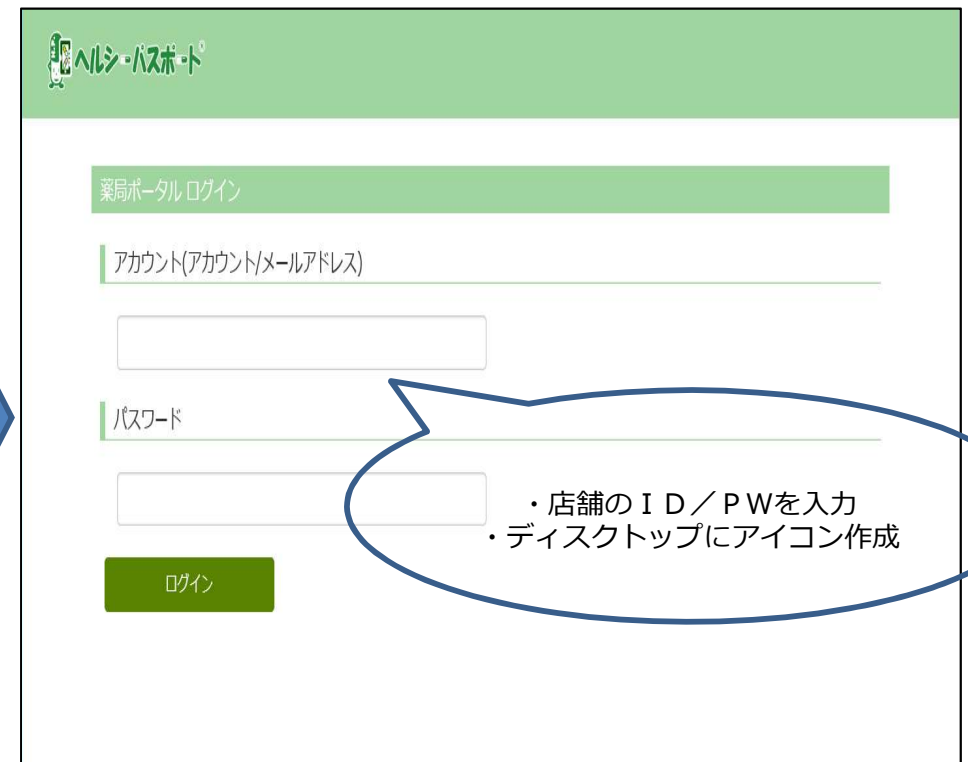 ヘルシーパスポート
薬局ポータル ログイン
アカウント(アカウント/メールアドレス)
パスワード
・店舗のＩＤ／ＰＷを入力
・ディスクトップにアイコン作成
ログイン